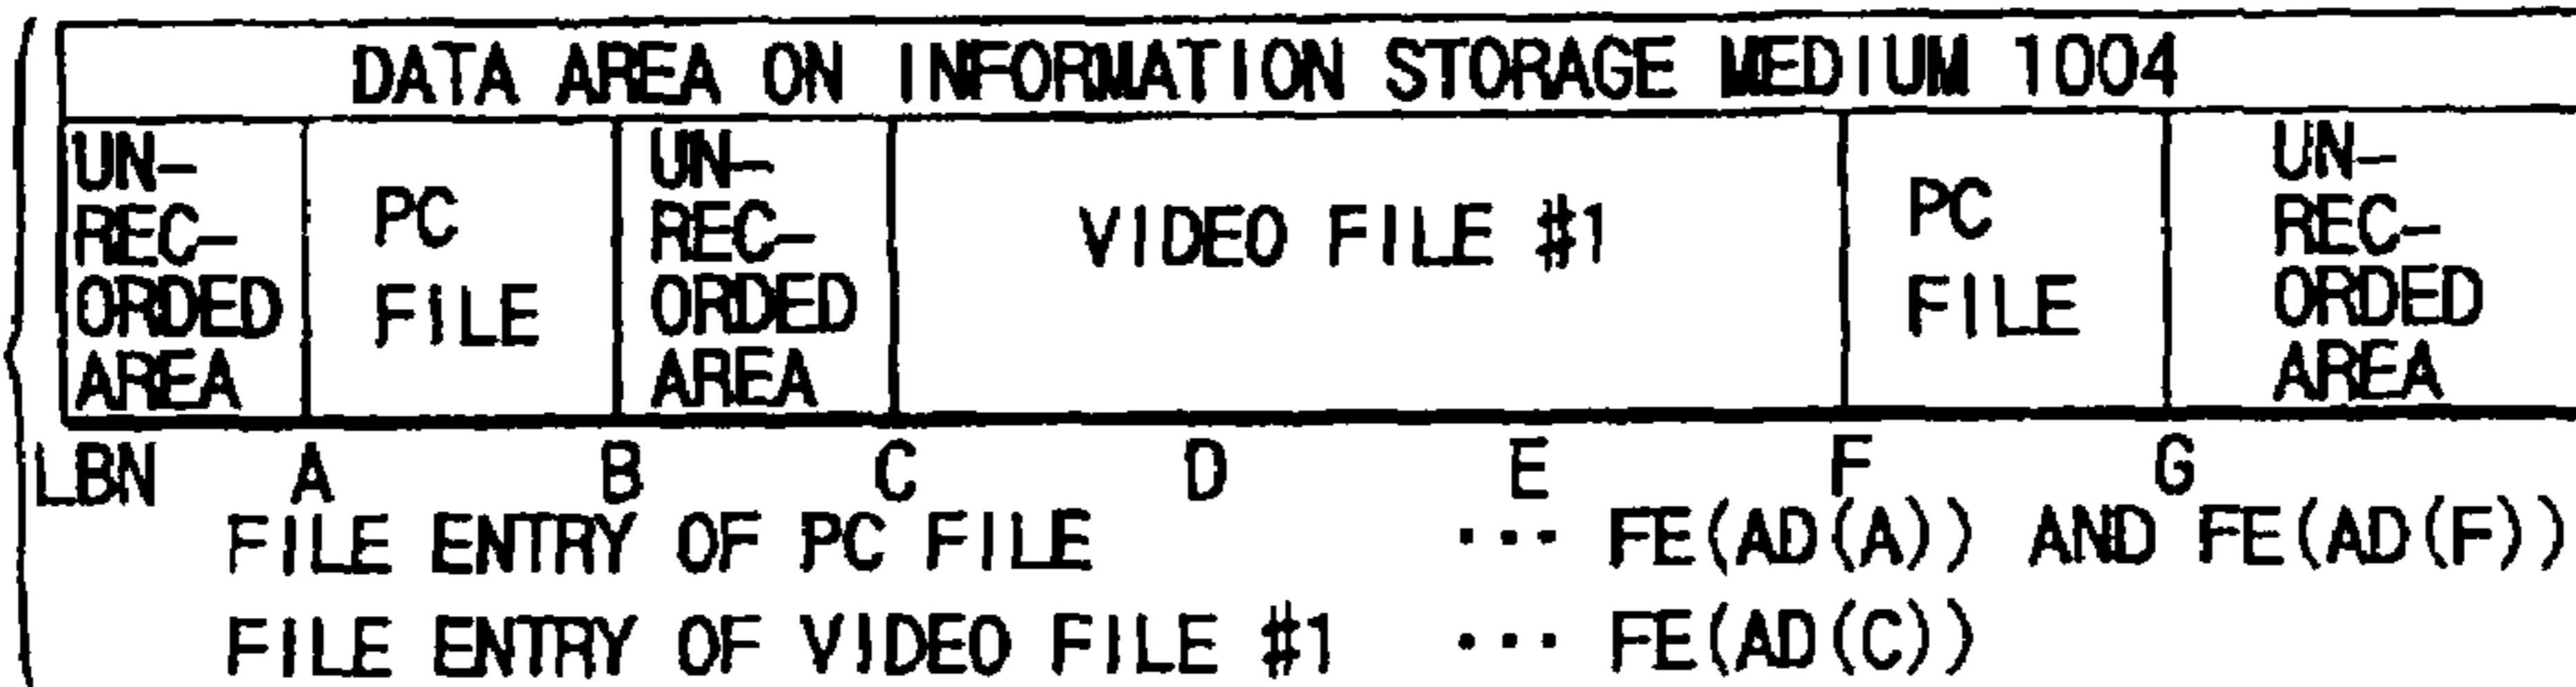 DATA AREA ON INFORMATION STORAGE MEDIUM 1004
UN-
REC-
ORDED
AREA
PC
FILE
UN-
REC-
ORDED
AREA
VIDEO FILE #1
PC
FILE
UN-
REC-
ORDED
AREA
LBN A B C D E F G
FILE ENTRY OF PC FILE ··· FE(AD(A)) AND FE(AD(F))
FILE ENTRY OF VIDEO FILE #1 ··· FE(AD(C))